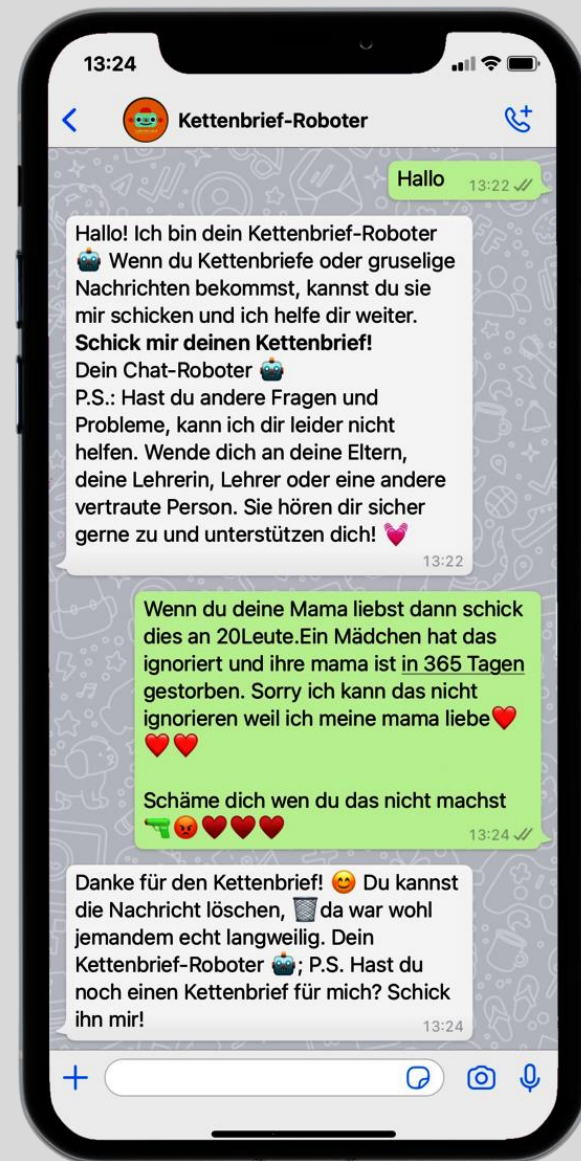 13:24
Kettenbrief-Roboter
Hallo 13:22
Hallo! Ich bin dein Kettenbrief-Roboter
🤖 Wenn du Kettenbriefe oder gruselige
Nachrichten bekommst, kannst du sie
mir schicken und ich helfe dir weiter.
Schick mir deinen Kettenbrief!
Dein Chat-Roboter 🤖
P.S.: Hast du andere Fragen und
Probleme, kann ich dir leider nicht
helfen. Wende dich an deine Eltern,
deine Lehrerin, Lehrer oder eine andere
vertraute Person. Sie hören dir sicher
gerne zu und unterstützen dich! 💓
13:22
Wenn du deine Mama liebst dann schick
dies an 20Leute.Ein Mädchen hat das
ignoriert und ihre mama ist in 365 Tagen
gestorben. Sorry ich kann das nicht
ignorieren weil ich meine mama liebe❤️
❤️❤️
Schäme dich wen du das nicht machst
🔫😡♥️♥️♥️ 13:24
Danke für den Kettenbrief! 😊 Du kannst
die Nachricht löschen, 🗑️da war wohl
jemandem echt langweilig. Dein
Kettenbrief-Roboter 🤖; P.S. Hast du
noch einen Kettenbrief für mich? Schick
ihn mir! 13:24